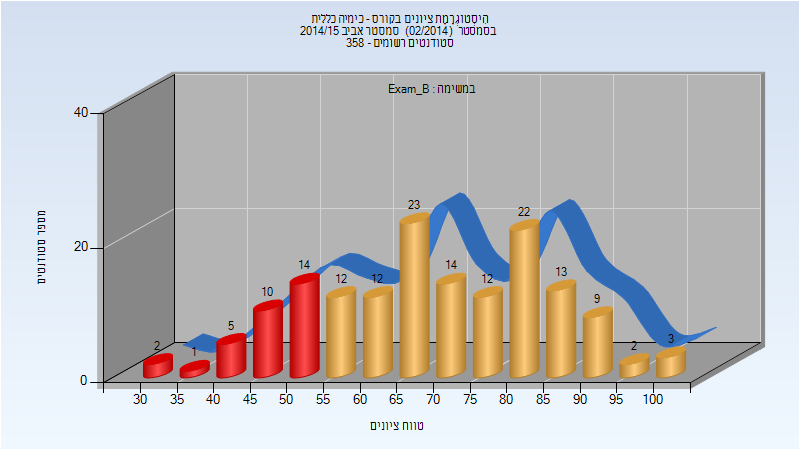 היסטוגרמת ציונים בקורס - כימיה כללית
בסמסטר (02/2014) סמסטר אביב 2014/15
סטודנטים רשומים - 358
במשימה : Exam_B
מספר סטודנטים
40
20
0
2
1
5
10
14
12
12
23
14
12
22
13
9
2
3
30 35 40 45 50 55 60 65 70 75 80 85 90 95 100
טווח ציונים